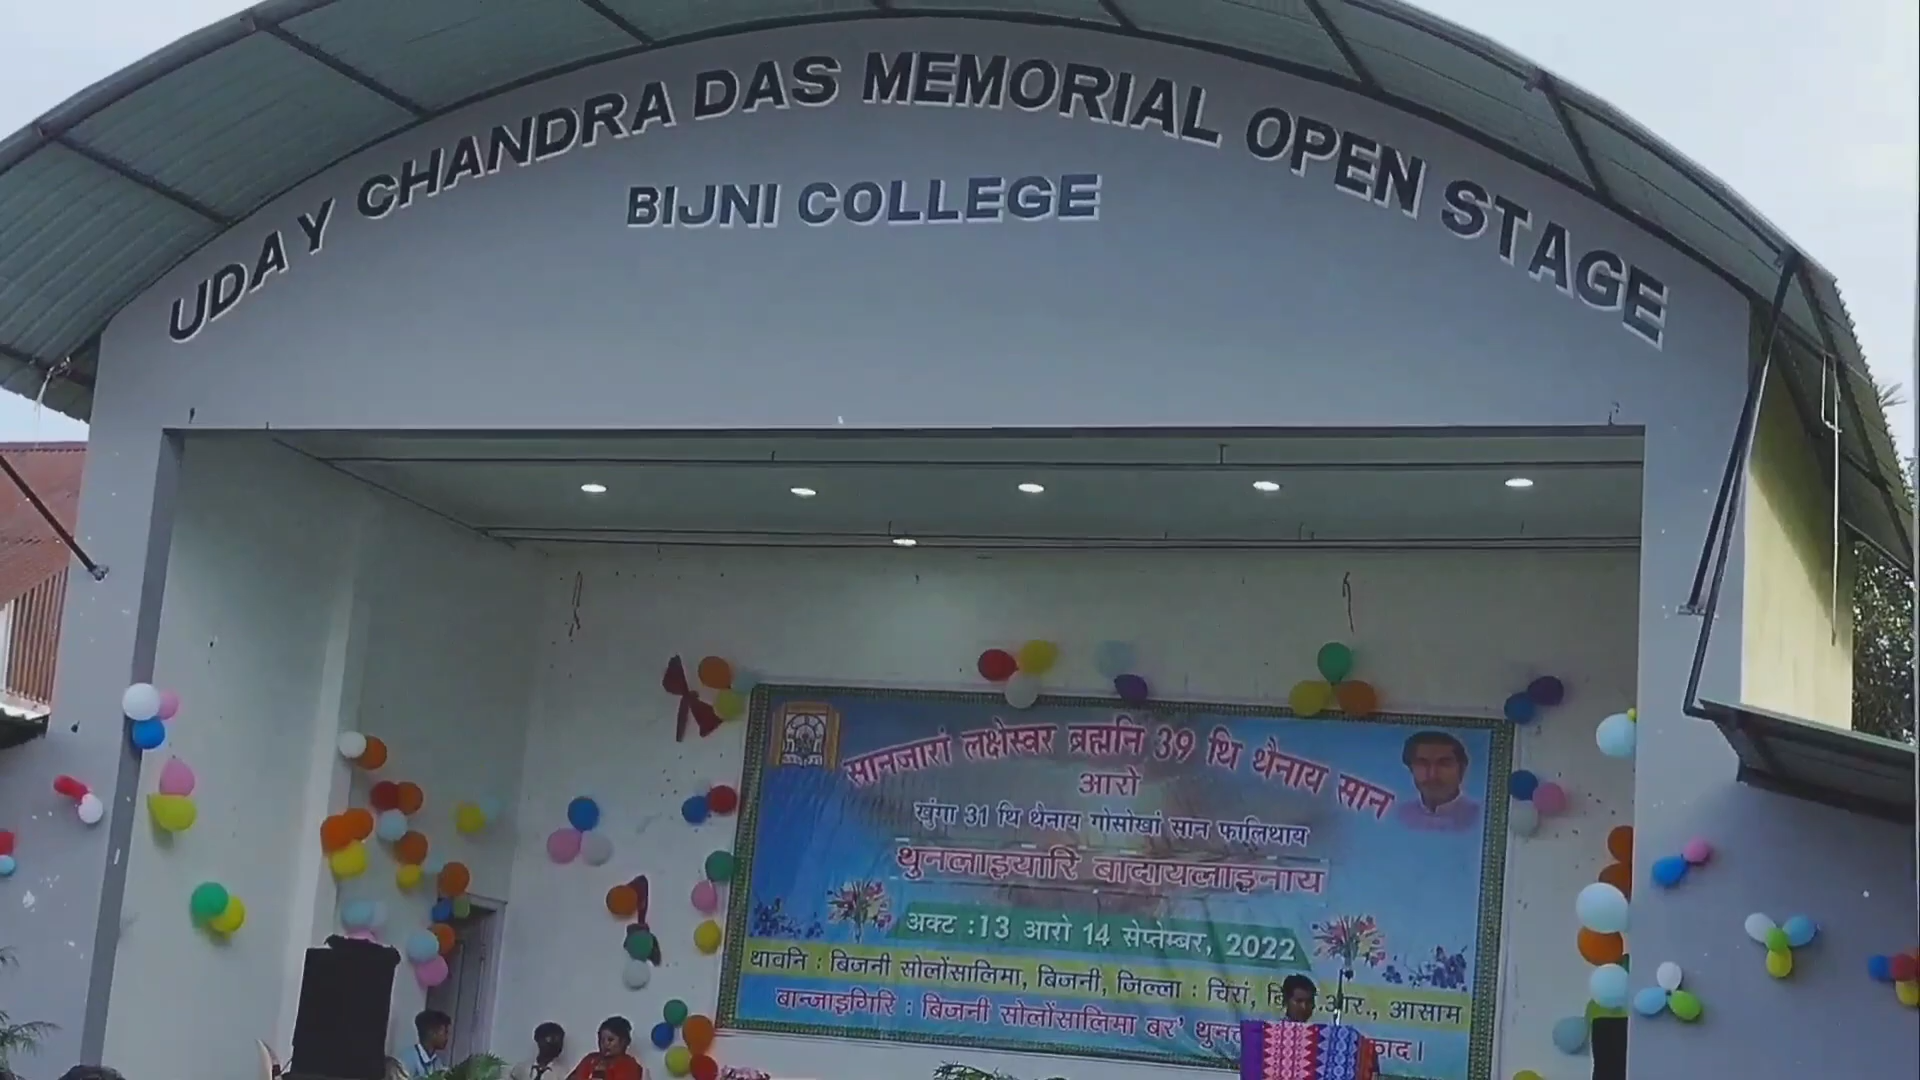 UDAY CHANDRA DAS MEMORIAL OPEN STAGE
BIJNI COLLEGE
सानजारां लक्षेस्वर ब्रह्मनि 39 थि थैनाय सान
आरो
खुंगा 31 थि थैनाय गोसोखां सान फालिथाय
थुनलाइयारि बादायलाइनाय
अक्ट : 13 आरो 14 सेप्तेम्बर, 2022
थावनि : बिजनी सोलोंसालिमा, बिजनी, जिल्ला : चिरां, आसाम
बान्जाइगिरि : बिजनी सोलोंसालिमा बर'